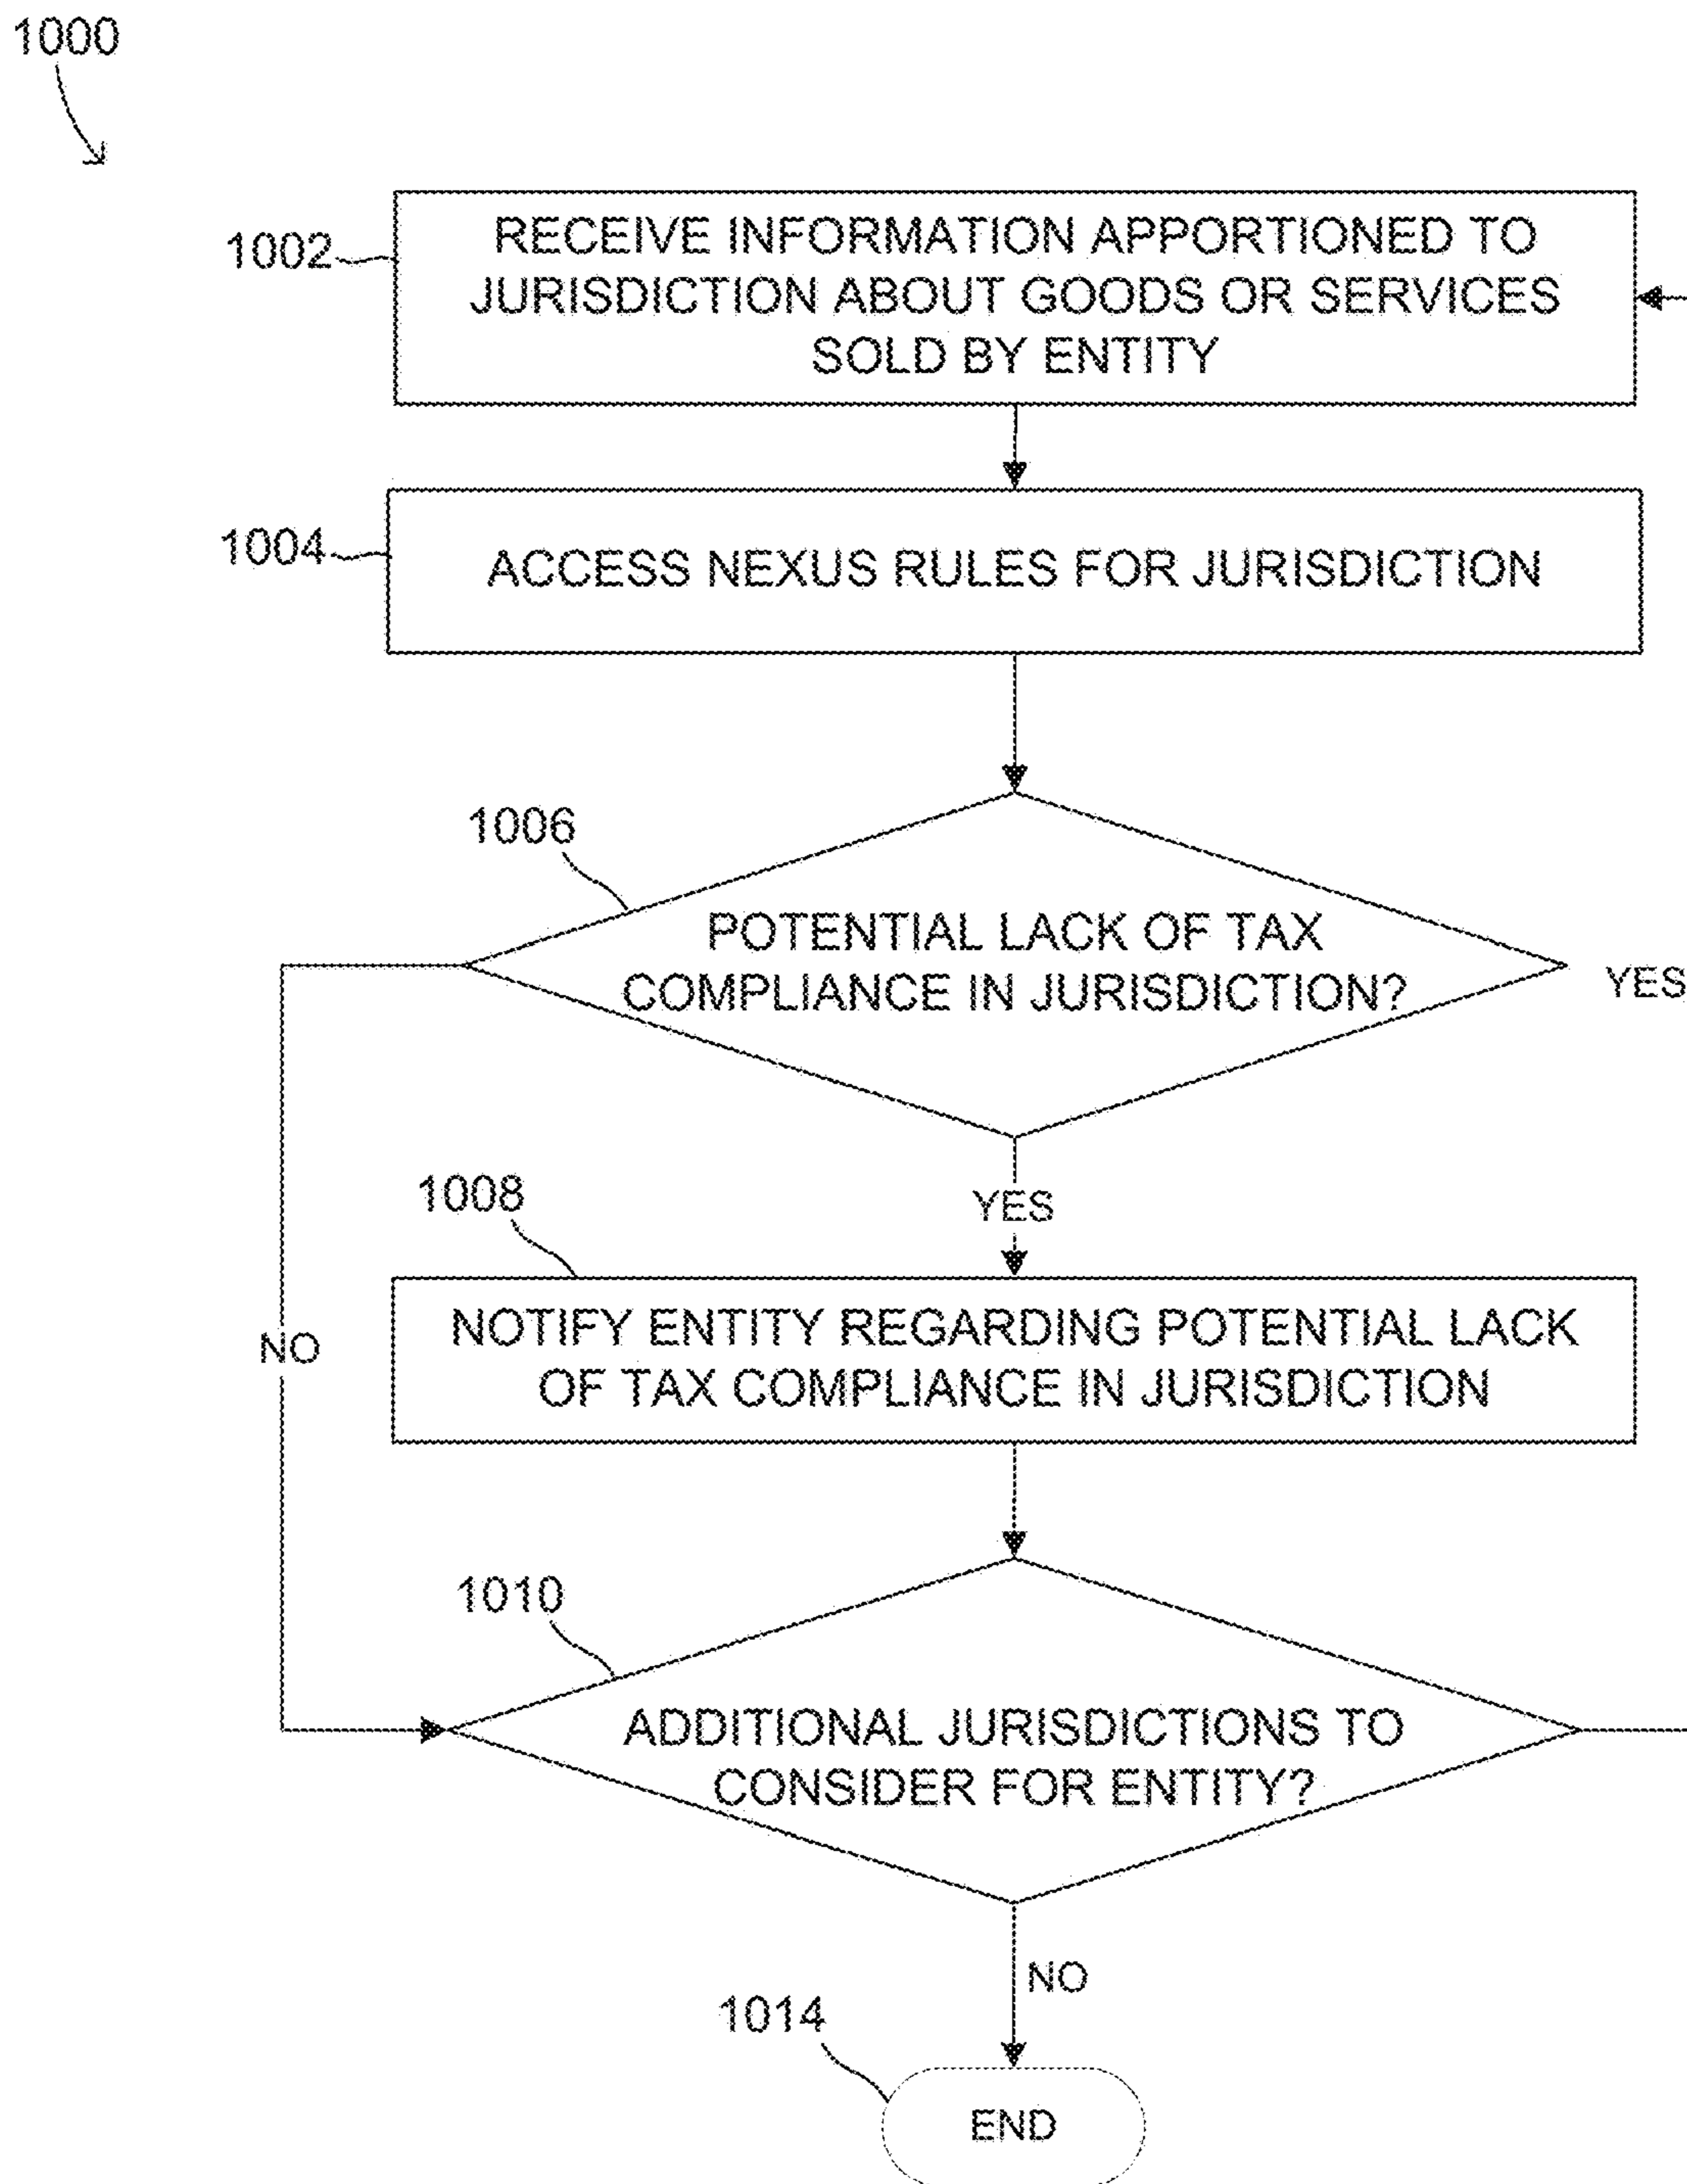 1000
1002
RECEIVE INFORMATION APPORTIONED TO
JURISDICTION ABOUT GOODS OR SERVICES
SOLD BY ENTITY
1004
ACCESS NEXUS RULES FOR JURISDICTION
1006
POTENTIAL LACK OF TAX
COMPLIANCE IN JURISDICTION?
YES
YES
1008
NOTIFY ENTITY REGARDING POTENTIAL LACK
OF TAX COMPLIANCE IN JURISDICTION
NO
1010
ADDITIONAL JURISDICTIONS TO
CONSIDER FOR ENTITY?
NO
1014
END